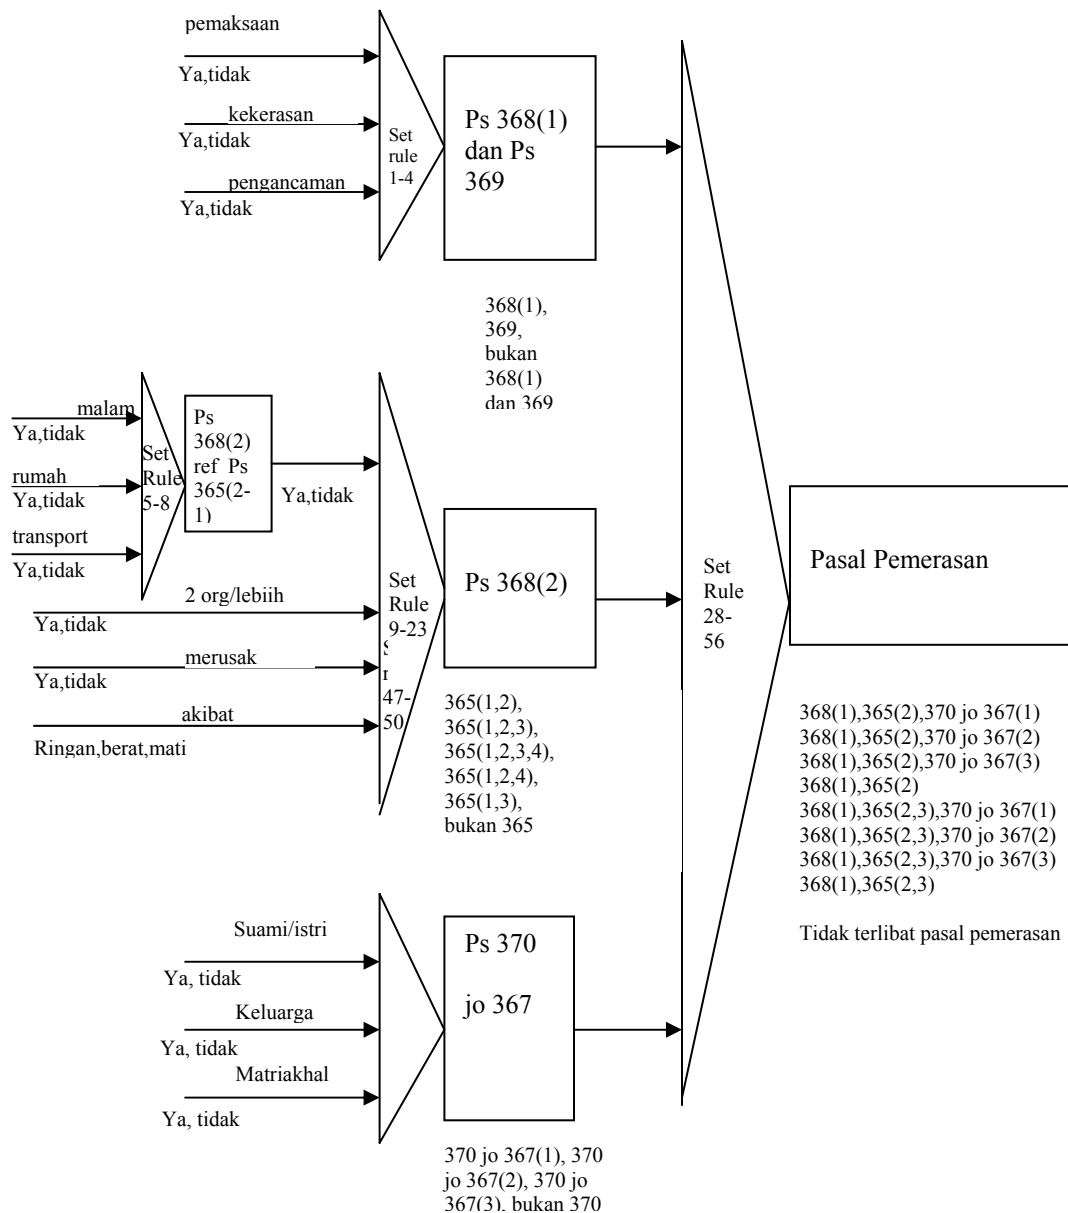 pemaksaan
Ya,tidak
kekerasan
Ya,tidak
pengancaman
Ya,tidak
Set
rule
1-4
Ps 368(1)
dan Ps
369
368(1),
369,
bukan
368(1)
dan 369
malam
Ya,tidak
rumah
Ya,tidak
transport
Ya,tidak
Set
Rule
5-8
Ps
368(2)
ref Ps
365(2-
1)
Ya,tidak
2 org/lebiih
Ya,tidak
merusak
Ya,tidak
akibat
Ringan,berat,mati
Set
Rule
9-23
47-
50
Ps 368(2)
365(1,2),
365(1,2,3),
365(1,2,3,4),
365(1,2,4),
365(1,3),
bukan 365
Suami/istri
Ya, tidak
Keluarga
Ya, tidak
Matriakhal
Ya, tidak
Ps 370
jo 367
370 jo 367(1), 370
jo 367(2), 370 jo
367(3), bukan 370
Set
Rule
28-
56
Pasal Pemerasan
368(1),365(2),370 jo 367(1)
368(1),365(2),370 jo 367(2)
368(1),365(2),370 jo 367(3)
368(1),365(2)
368(1),365(2,3),370 jo 367(1)
368(1),365(2,3),370 jo 367(2)
368(1),365(2,3),370 jo 367(3)
368(1),365(2,3)
Tidak terlibat pasal pemerasan